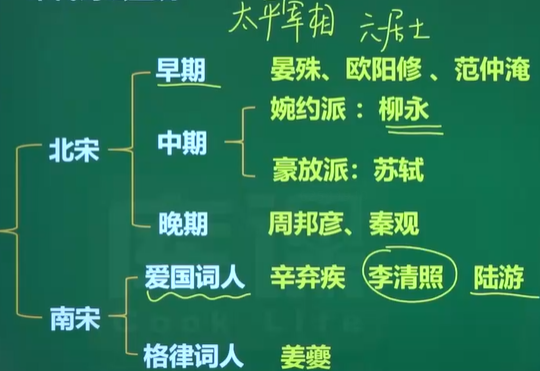 太平宰相 六居士
早期 晏殊、欧阳修、范仲淹
北宋 中期 婉约派：柳永
豪放派：苏轼
晚期 周邦彦、秦观
南宋 爱国词人 辛弃疾 李清照 陆游
格律词人 姜夔